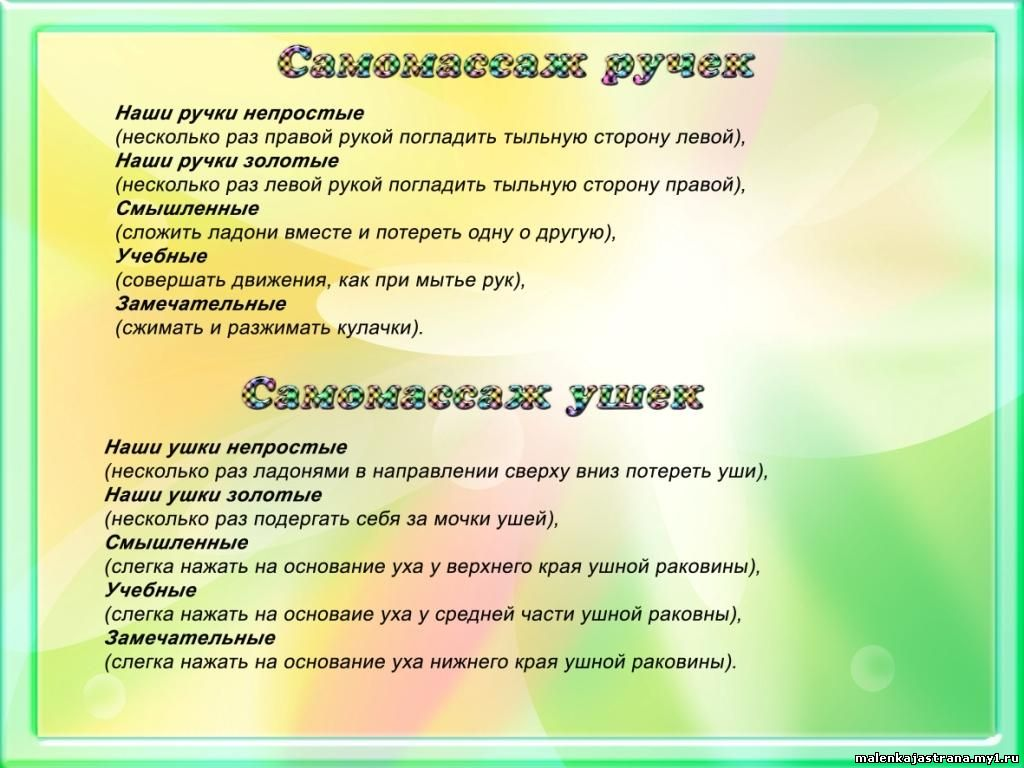 Самомассаж ручек
Наши ручки непростые
(несколько раз правой рукой погладить тыльную сторону левой),
Наши ручки золотые
(несколько раз левой рукой погладить тыльную сторону правой),
Смышленные
(сложить ладони вместе и потереть одну о другую),
Учебные
(совершать движения, как при мытье рук),
Замечательные
(сжимать и разжимать кулачки).
Самомассаж ушек
Наши ушки непростые
(несколько раз ладонями в направлении сверху вниз потереть уши),
Наши ушки золотые
(несколько раз подергать себя за мочки ушей),
Смышленные
(слегка нажать на основание уха у верхнего края ушной раковины),
Учебные
(слегка нажать на основаие уха у средней части ушной раковны),
Замечательные
(слегка нажать на основание уха нижнего края ушной раковины).
malenkajastrana.my1.ru